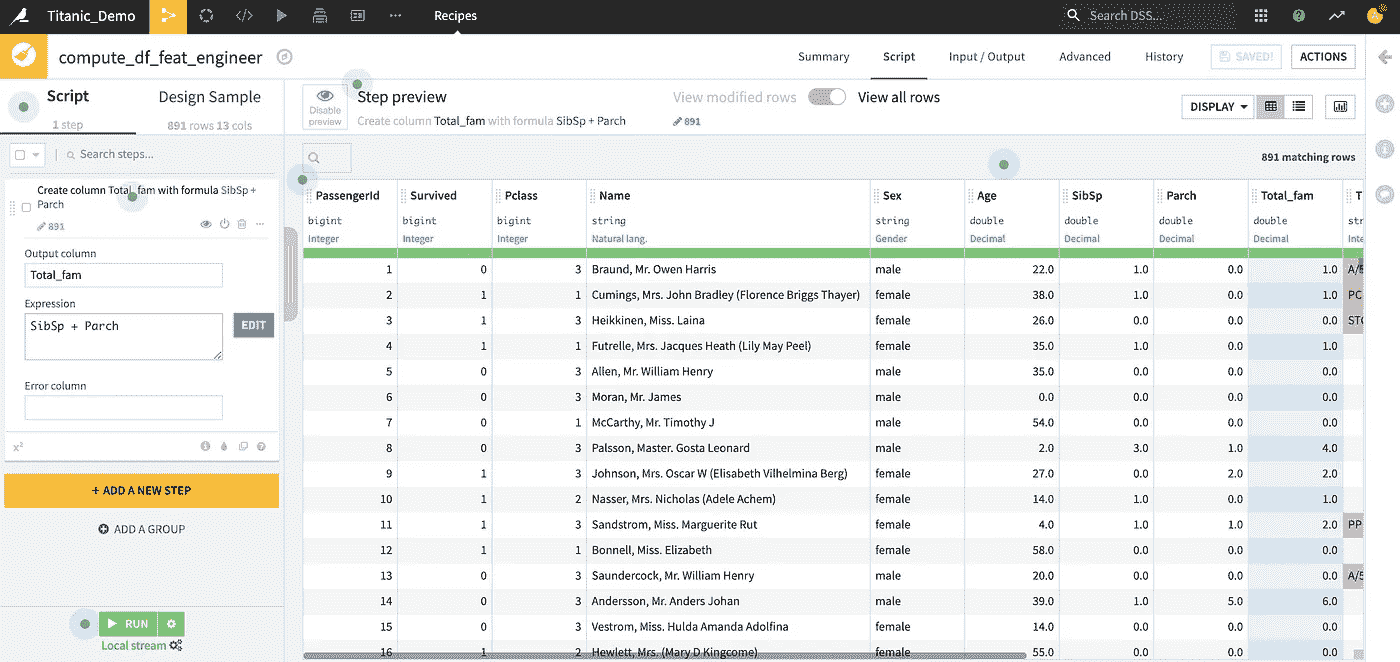 Titanic_Demo Recipes Search DSS...
compute_df_feat_engineer Summary Script Input / Output Advanced History SAVED! ACTIONS
Script Design Sample
1 step 891 rows 13 cols
Disable preview
Step preview View modified rows View all rows DISPLAY
Create column Total_fam with formula SibSp + Parch 891
Search steps...
891 matching rows
Create column Total_fam with formula SibSp +
Parch
891
Output column
Total_fam
Expression
SibSp + Parch
EDIT
Error column
x²
+ ADD A NEW STEP
ADD A GROUP
RUN
Local stream
PassengerId Survived Pclass Name Sex Age SibSp Parch Total_fam T
bigint bigint bigint string string double double double double str
Integer Integer Integer Natural lang. Gender Decimal Decimal Decimal Decimal Inte
1 0 3 Braund, Mr. Owen Harris male 22.0 1.0 0.0 1.0 A/5
2 1 1 Cumings, Mrs. John Bradley (Florence Briggs Thayer) female 38.0 1.0 0.0 1.0 PC
3 1 3 Heikkinen, Miss. Laina female 26.0 0.0 0.0 0.0 STO
4 1 1 Futrelle, Mrs. Jacques Heath (Lily May Peel) female 35.0 1.0 0.0 1.0
5 0 3 Allen, Mr. William Henry male 35.0 0.0 0.0 0.0
6 0 3 Moran, Mr. James male 0.0 0.0 0.0 0.0
7 0 1 McCarthy, Mr. Timothy J male 54.0 0.0 0.0 0.0
8 0 3 Palsson, Master. Gosta Leonard male 2.0 3.0 1.0 4.0
9 1 3 Johnson, Mrs. Oscar W (Elisabeth Vilhelmina Berg) female 27.0 0.0 2.0 2.0
10 1 2 Nasser, Mrs. Nicholas (Adele Achem) female 14.0 1.0 0.0 1.0
11 1 3 Sandstrom, Miss. Marguerite Rut female 4.0 1.0 1.0 2.0 PP
12 1 1 Bonnell, Miss. Elizabeth female 58.0 0.0 0.0 0.0
13 0 3 Saundercock, Mr. William Henry male 20.0 0.0 0.0 0.0 A/5
14 0 3 Andersson, Mr. Anders Johan male 39.0 1.0 5.0 6.0
15 0 3 Vestrom, Miss. Hulda Amanda Adolfina female 14.0 0.0 0.0 0.0
16 1 2 Hewlett, Mrs. (Mary D Kingcome) female 55.0 0.0 0.0 0.0